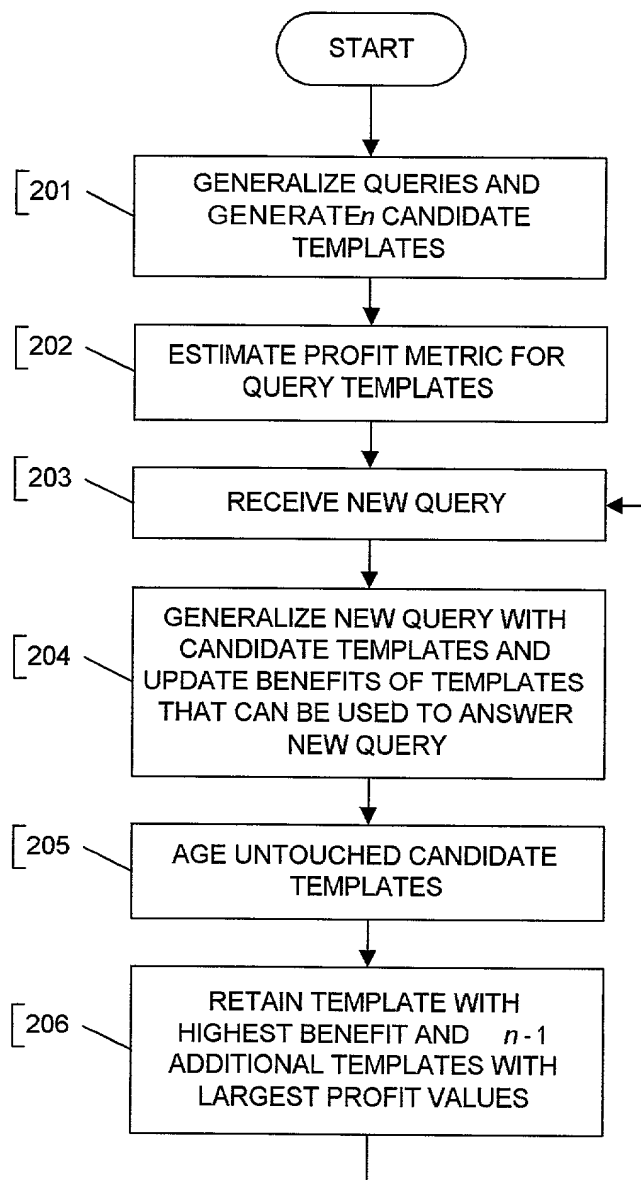 START
201
GENERALIZE QUERIES AND
GENERATEn CANDIDATE
TEMPLATES
202
ESTIMATE PROFIT METRIC FOR
QUERY TEMPLATES
203
RECEIVE NEW QUERY
204
GENERALIZE NEW QUERY WITH
CANDIDATE TEMPLATES AND
UPDATE BENEFITS OF TEMPLATES
THAT CAN BE USED TO ANSWER
NEW QUERY
205
AGE UNTOUCHED CANDIDATE
TEMPLATES
206
RETAIN TEMPLATE WITH
HIGHEST BENEFIT AND n-1
ADDITIONAL TEMPLATES WITH
LARGEST PROFIT VALUES